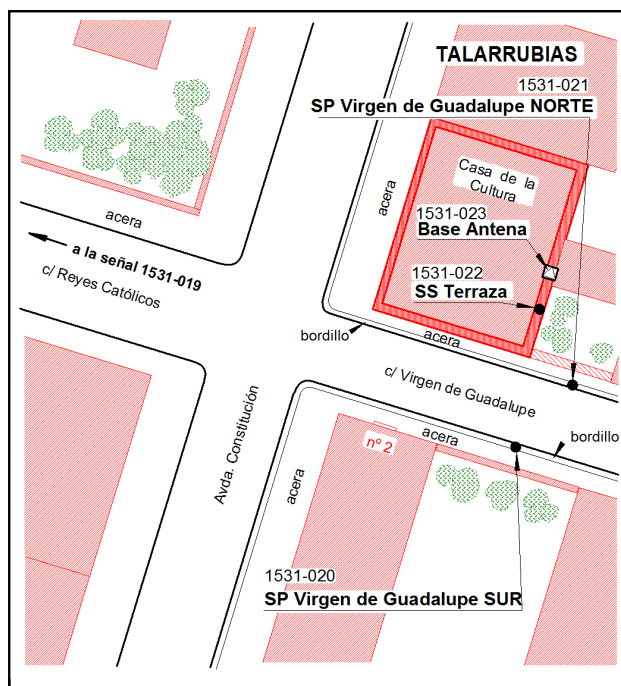 TALARRUBIAS
1531-021
SP Virgen de Guadalupe NORTE
Casa de la
Cultura
acera
1531-023
Base Antena
acera
a la señal 1531-019
c/ Reyes Católicos
1531-022
SS Terraza
bordillo
acera
c/ Virgen de Guadalupe
Avda. Constitución
nº 2
acera
bordillo
acera
1531-020
SP Virgen de Guadalupe SUR